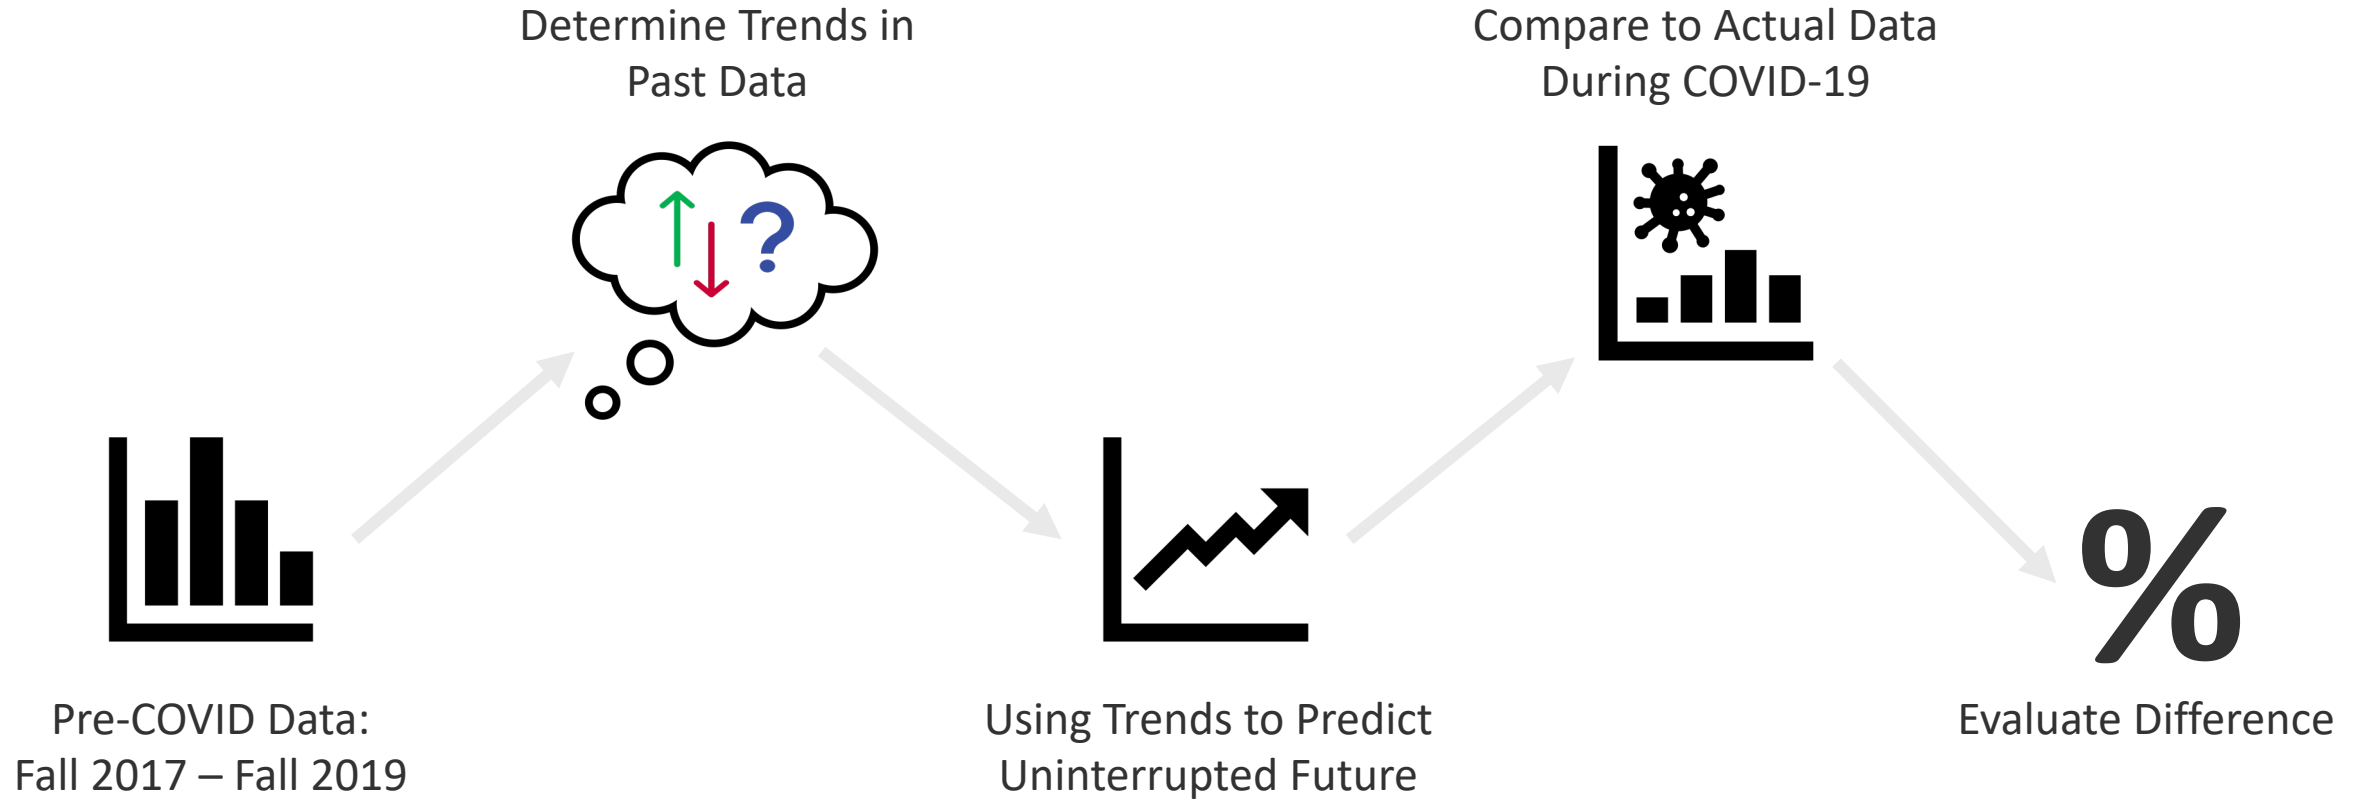 Determine Trends in
Past Data
Compare to Actual Data
During COVID-19
?
Pre-COVID Data:
Fall 2017 – Fall 2019
Using Trends to Predict
Uninterrupted Future
%
Evaluate Difference